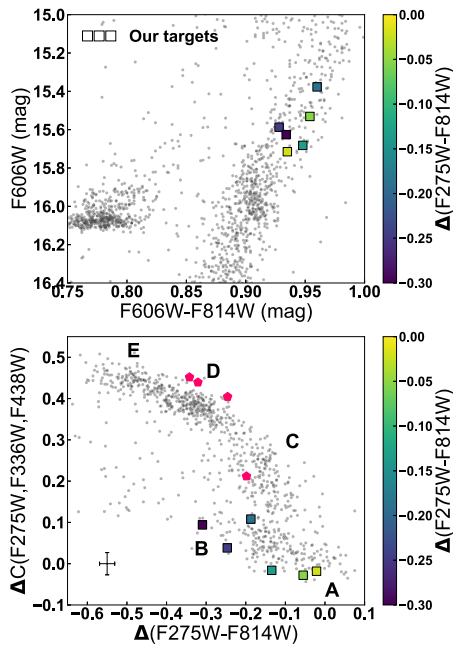 15.0
15.2
15.4
15.6
15.8
16.0
16.2
16.4
F606W (mag)
Our targets
0.75 0.80 0.85 0.90 0.95 1.00
F606W-F814W (mag)
0.00
−0.05
−0.10
−0.15
−0.20
−0.25
−0.30
Δ(F275W-F814W)
0.5
0.4
0.3
0.2
0.1
0.0
−0.1
ΔC(F275W,F336W,F438W)
E
D
C
B
A
−0.6 −0.5 −0.4 −0.3 −0.2 −0.1 0.0 0.1
Δ(F275W-F814W)
0.00
−0.05
−0.10
−0.15
−0.20
−0.25
−0.30
Δ(F275W-F814W)